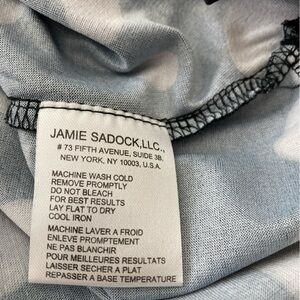 JAMIE SADOCK,LLC.,
# 73 FIFTH AVENUE, SUIDE 3B,
NEW YORK, NY 10003, U.S.A.
MACHINE WASH COLD
REMOVE PROMPTLY
DO NOT BLEACH
FOR BEST RESULTS
LAY FLAT TO DRY
COOL IRON
MACHINE LAVER A FROID
ENLEVE PROMPTEMENT
NE PAS BLANCHIR
POUR MEILLEURES RESULTATS
LAISSER SECHER A PLAT
REPASSER A BASE TEMPERATURE